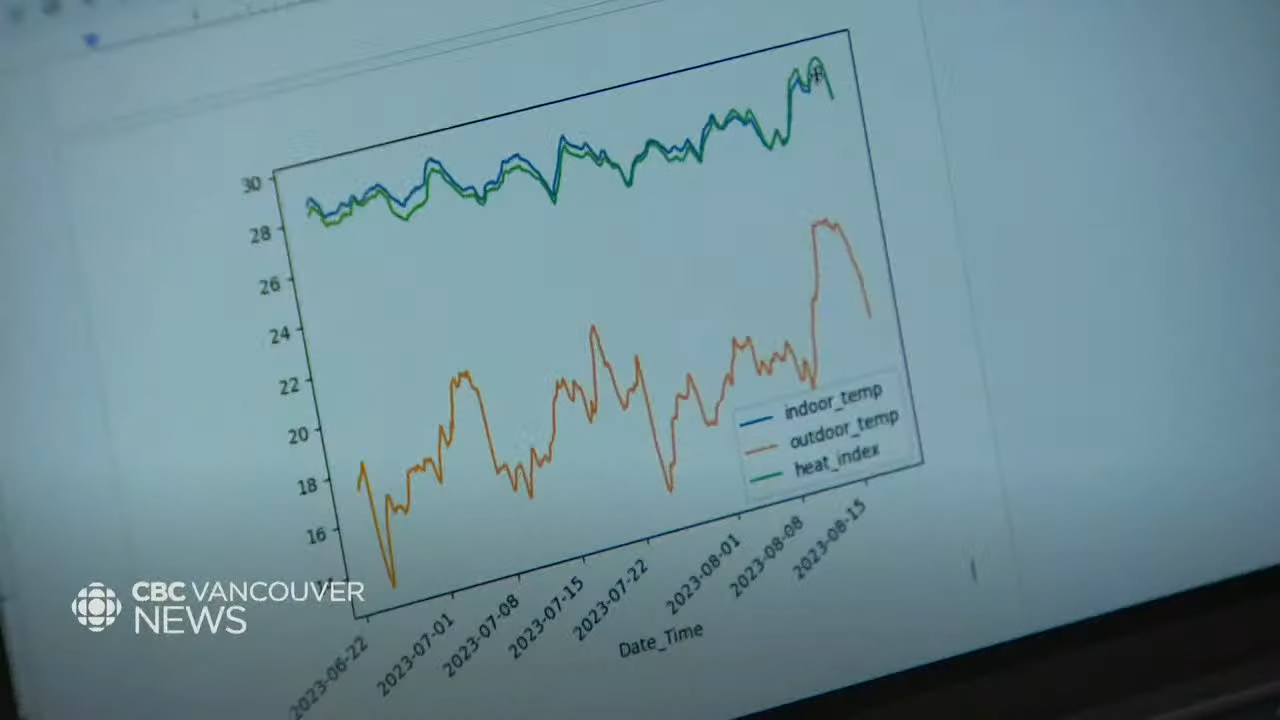 30
28
26
24
22
20
18
16
indoor_temp
outdoor_temp
heat_index
2023-06-22
2023-07-01
2023-07-08
2023-07-15
2023-07-22
2023-08-01
2023-08-08
2023-08-15
Date_Time
CBC VANCOUVER
NEWS